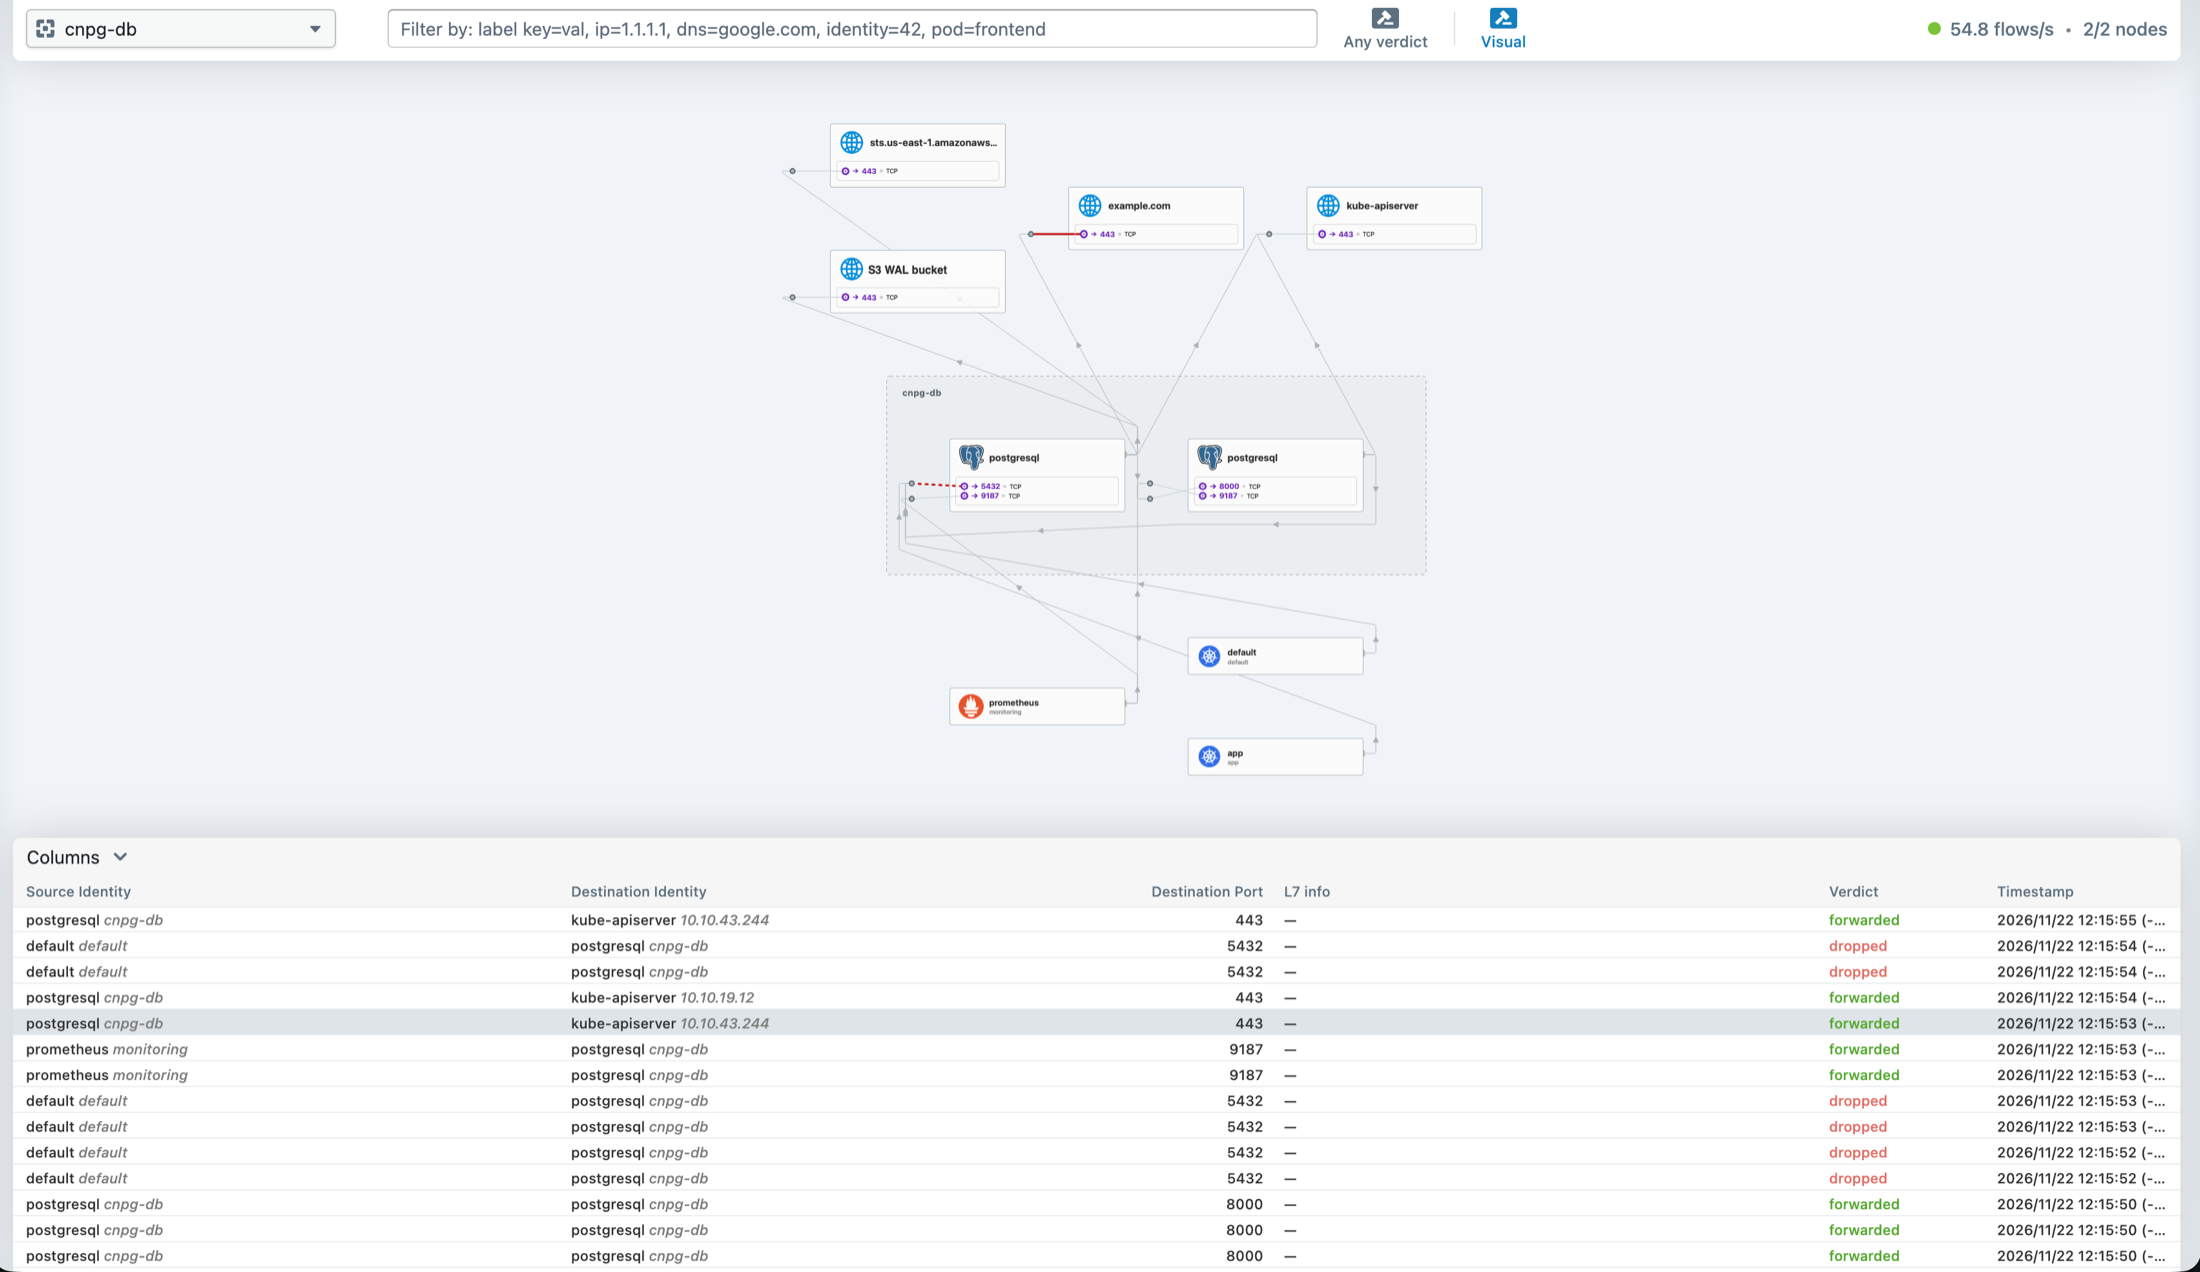 cnpg-db
Filter by: label key=val, ip=1.1.1.1, dns=google.com, identity=42, pod=frontend
Any verdict
Visual
54.8 flows/s • 2/2 nodes
sts.us-east-1.amazonaws...
→ 443 • TCP
example.com
→ 443 • TCP
kube-apiserver
→ 443 • TCP
S3 WAL bucket
→ 443 • TCP
cnpg-db
postgresql
→ 5432 • TCP
→ 9187 • TCP
postgresql
→ 8000 • TCP
→ 9187 • TCP
default
default
prometheus
monitoring
app
app
Columns
Source Identity Destination Identity Destination Port L7 info Verdict Timestamp
postgresql cnpg-db kube-apiserver 10.10.43.244 443 — forwarded 2026/11/22 12:15:55 (-...
default default postgresql cnpg-db 5432 — dropped 2026/11/22 12:15:54 (-...
default default postgresql cnpg-db 5432 — dropped 2026/11/22 12:15:54 (-...
postgresql cnpg-db kube-apiserver 10.10.19.12 443 — forwarded 2026/11/22 12:15:54 (-...
postgresql cnpg-db kube-apiserver 10.10.43.244 443 — forwarded 2026/11/22 12:15:53 (-...
prometheus monitoring postgresql cnpg-db 9187 — forwarded 2026/11/22 12:15:53 (-...
prometheus monitoring postgresql cnpg-db 9187 — forwarded 2026/11/22 12:15:53 (-...
default default postgresql cnpg-db 5432 — dropped 2026/11/22 12:15:53 (-...
default default postgresql cnpg-db 5432 — dropped 2026/11/22 12:15:53 (-...
default default postgresql cnpg-db 5432 — dropped 2026/11/22 12:15:52 (-...
default default postgresql cnpg-db 5432 — dropped 2026/11/22 12:15:52 (-...
postgresql cnpg-db postgresql cnpg-db 8000 — forwarded 2026/11/22 12:15:50 (-...
postgresql cnpg-db postgresql cnpg-db 8000 — forwarded 2026/11/22 12:15:50 (-...
postgresql cnpg-db postgresql cnpg-db 8000 — forwarded 2026/11/22 12:15:50 (-...